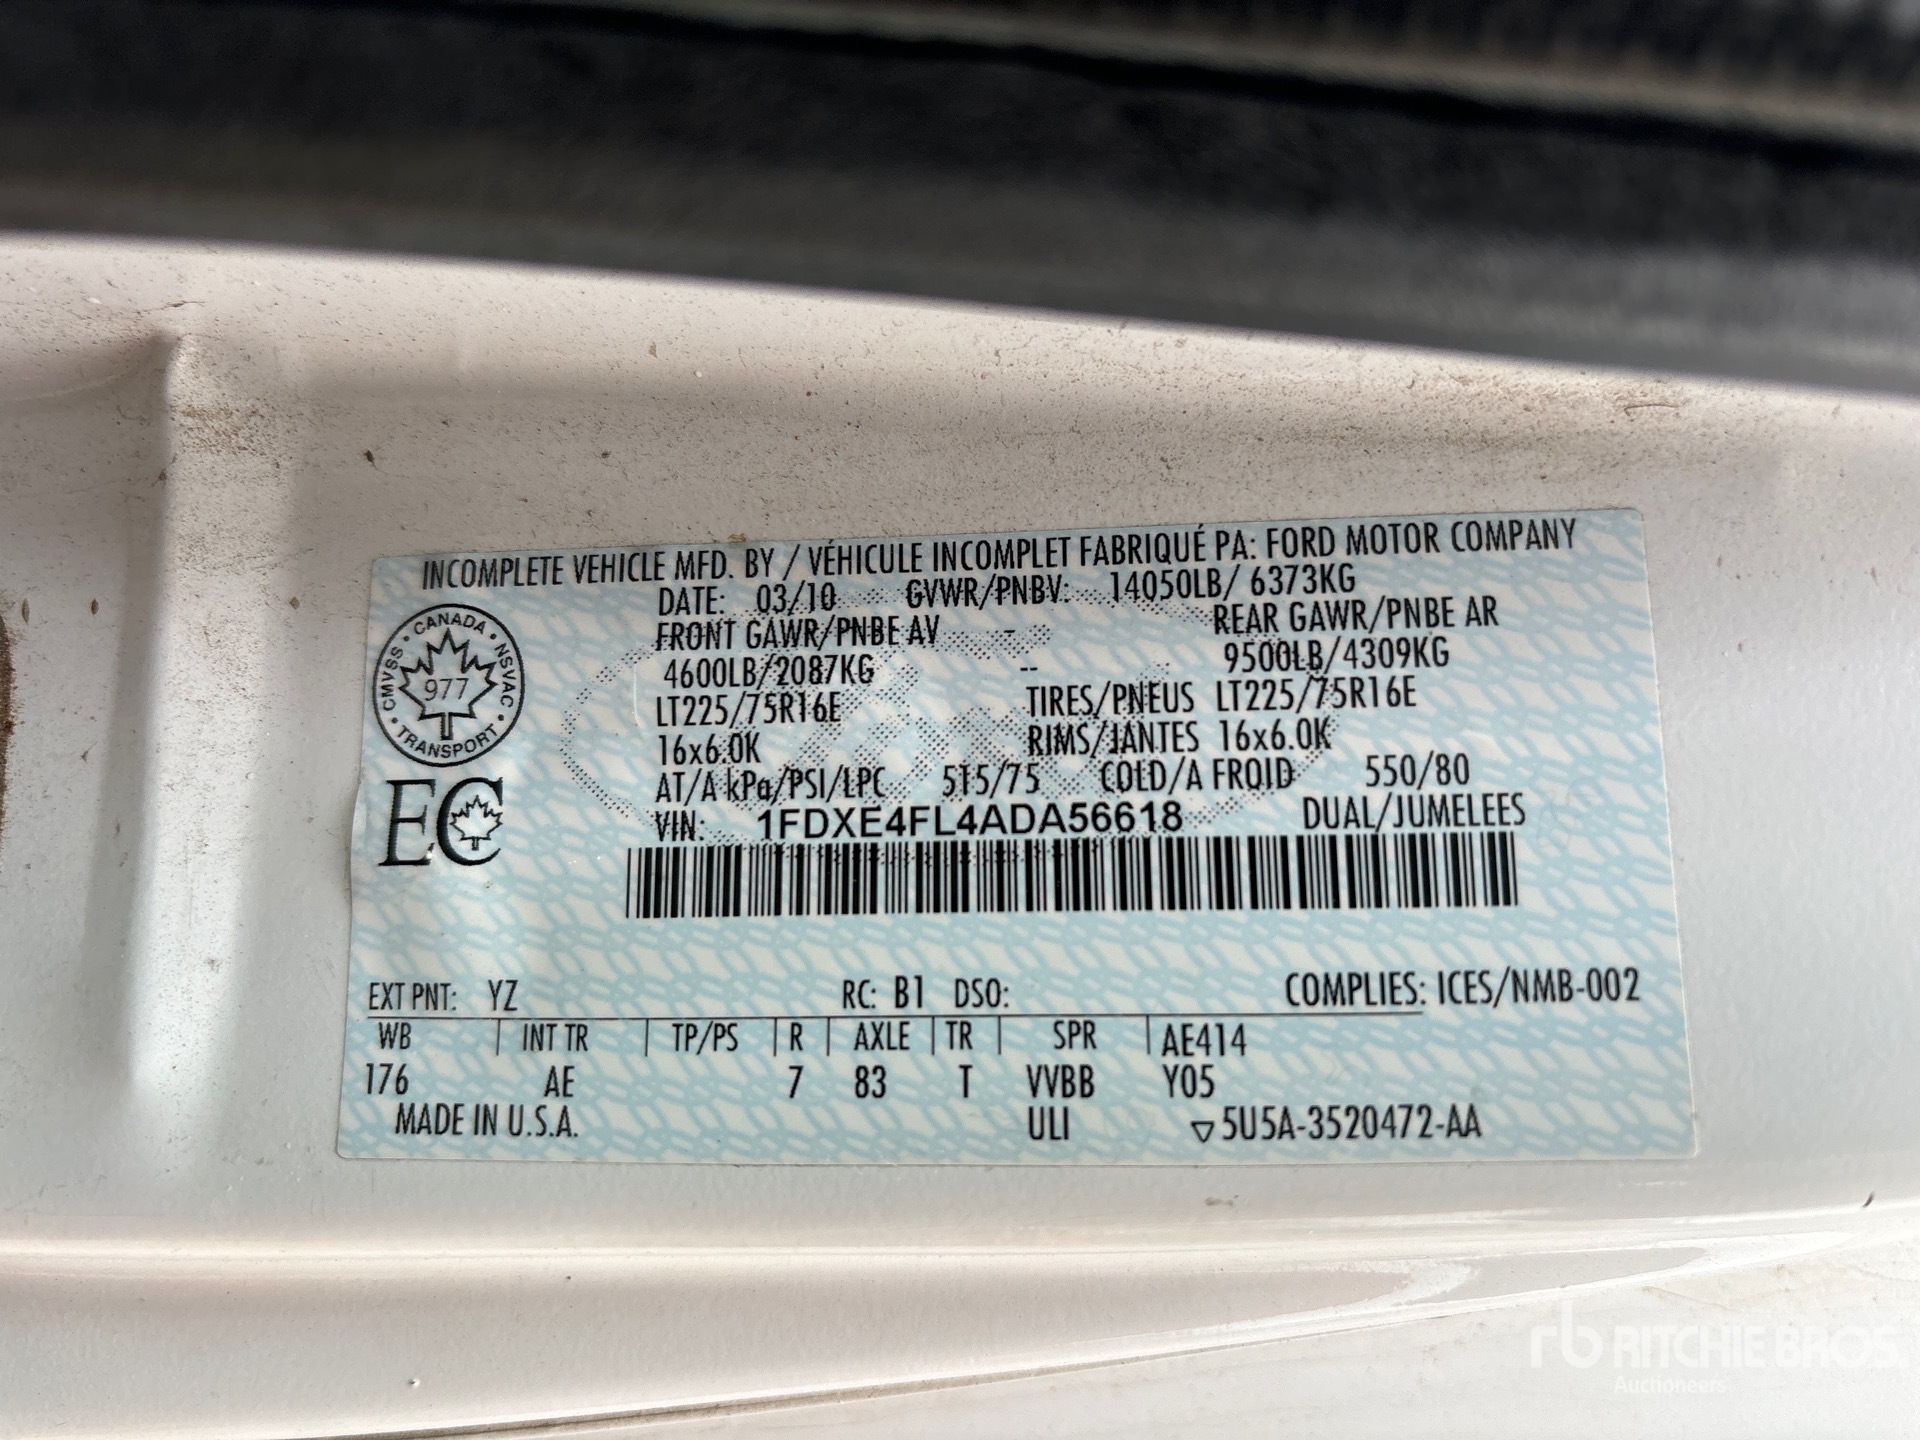 INCOMPLETE VEHICLE MFD. BY / VÉHICULE INCOMPLET FABRIQUÉ PA: FORD MOTOR COMPANY
DATE: 03/10 GVWR/PNBV: 14050LB/ 6373KG
FRONT GAWR/PNBE AV - REAR GAWR/PNBE AR
4600LB/2087KG -- 9500LB/4309KG
LT225/75R16E TIRES/PNEUS LT225/75R16E
16x6.0K RIMS/JANTES 16x6.0K
AT/A kPa/PSI/LPC 515/75 COLD/A FROID 550/80
VIN: 1FDXE4FL4ADA56618 DUAL/JUMELEES
CANADA
CMVSS • NSVAC
977
TRANSPORT
EC
EXT PNT: YZ RC: B1 DSO: COMPLIES: ICES/NMB-002
WB | INT TR | TP/PS | R | AXLE | TR | SPR | AE414
176 AE 7 83 T VVBB Y05
MADE IN U.S.A. ULI ▽5U5A-3520472-AA
rb RITCHIE BROS.
Auctioneers